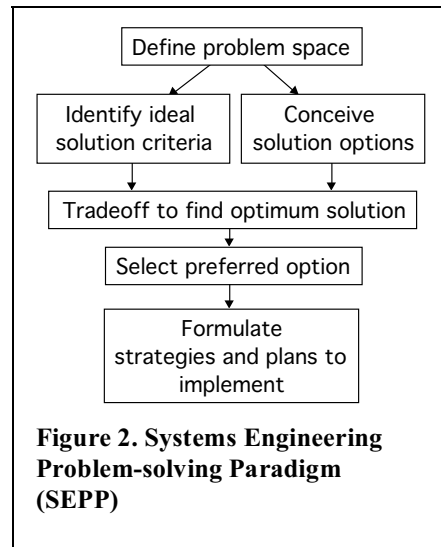 Define problem space
Identify ideal
solution criteria
Conceive
solution options
Tradeoff to find optimum solution
Select preferred option
Formulate
strategies and plans to
implement
Figure 2. Systems Engineering
Problem-solving Paradigm
(SEPP)